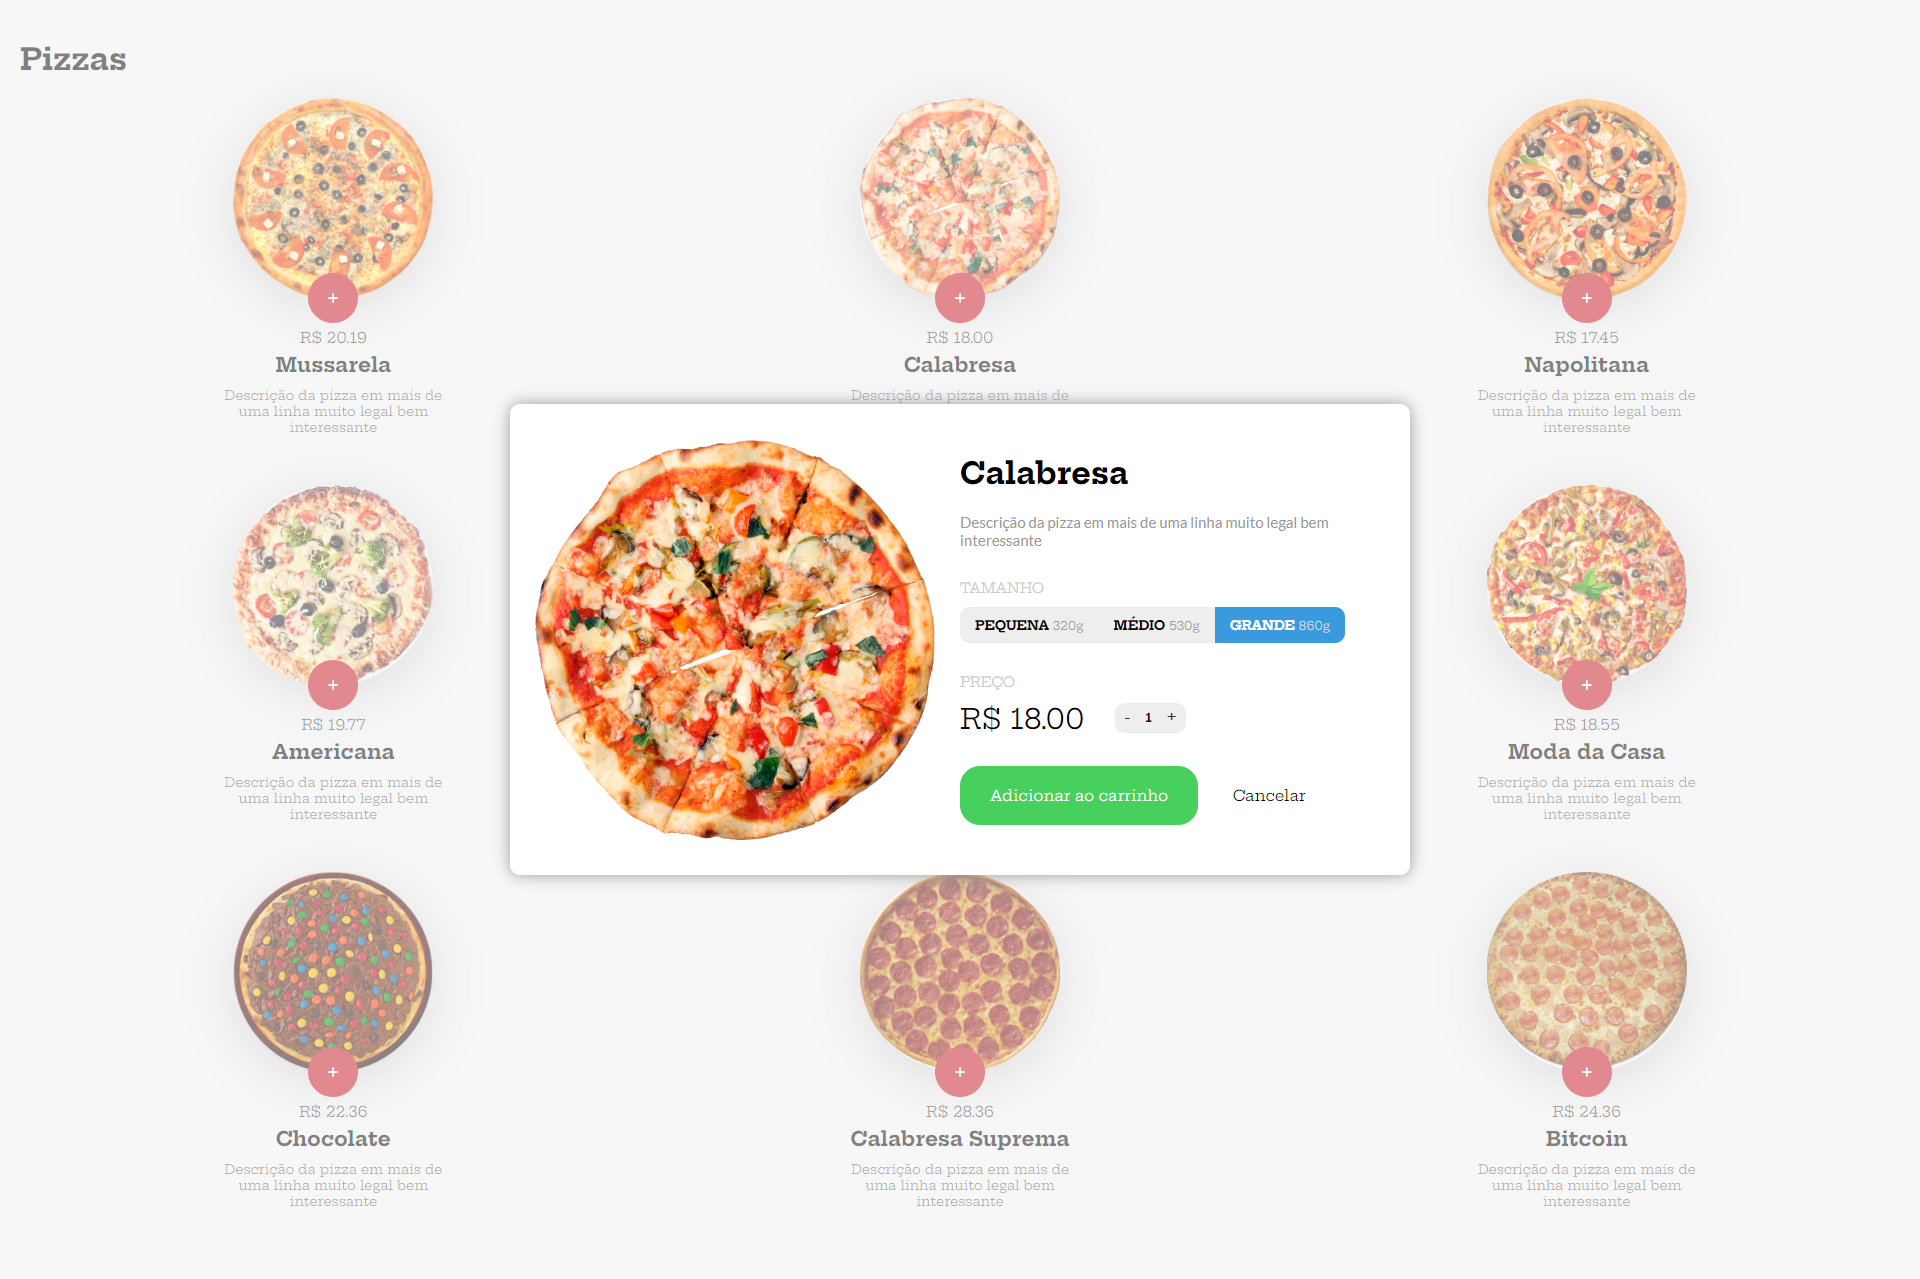 Pizzas
+
+
+
R$ 20.19
R$ 18.00
R$ 17.45
Mussarela
Calabresa
Napolitana
Descrição da pizza em mais de
uma linha muito legal bem
interessante
Descrição da pizza em mais de
Descrição da pizza em mais de
uma linha muito legal bem
interessante
Calabresa
Descrição da pizza em mais de uma linha muito legal bem
interessante
TAMANHO
PEQUENA 320g MÉDIO 530g GRANDE 860g
PREÇO
R$ 18.00 - 1 +
Adicionar ao carrinho Cancelar
+
R$ 19.77
Americana
Descrição da pizza em mais de
uma linha muito legal bem
interessante
+
R$ 18.55
Moda da Casa
Descrição da pizza em mais de
uma linha muito legal bem
interessante
+
R$ 22.36
Chocolate
Descrição da pizza em mais de
uma linha muito legal bem
interessante
+
R$ 28.36
Calabresa Suprema
Descrição da pizza em mais de
uma linha muito legal bem
interessante
+
R$ 24.36
Bitcoin
Descrição da pizza em mais de
uma linha muito legal bem
interessante